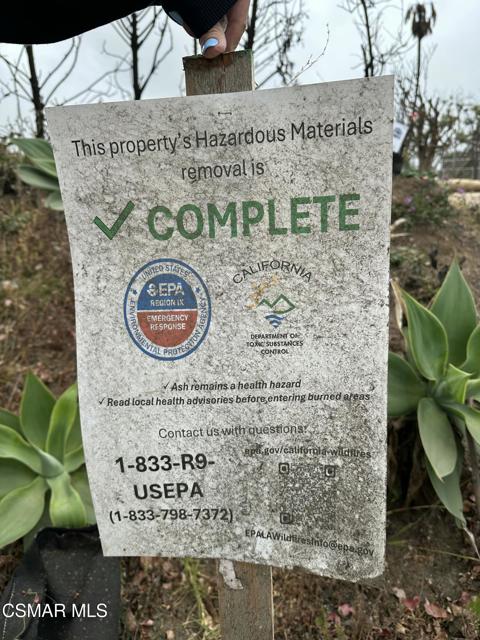 This property's Hazardous Materials
removal is
✓ COMPLETE
UNITED STATES
EPA
REGION IX
EMERGENCY
RESPONSE
ENVIRONMENTAL PROTECTION AGENCY
CALIFORNIA
DEPARTMENT OF
TOXIC SUBSTANCES
CONTROL
✓ Ash remains a health hazard
✓ Read local health advisories before entering burned areas
Contact us with questions!
epa.gov/california-wildfires
1-833-R9-
USEPA
(1-833-798-7372)
EPALAWildfiresInfo@epa.gov
CSMAR MLS